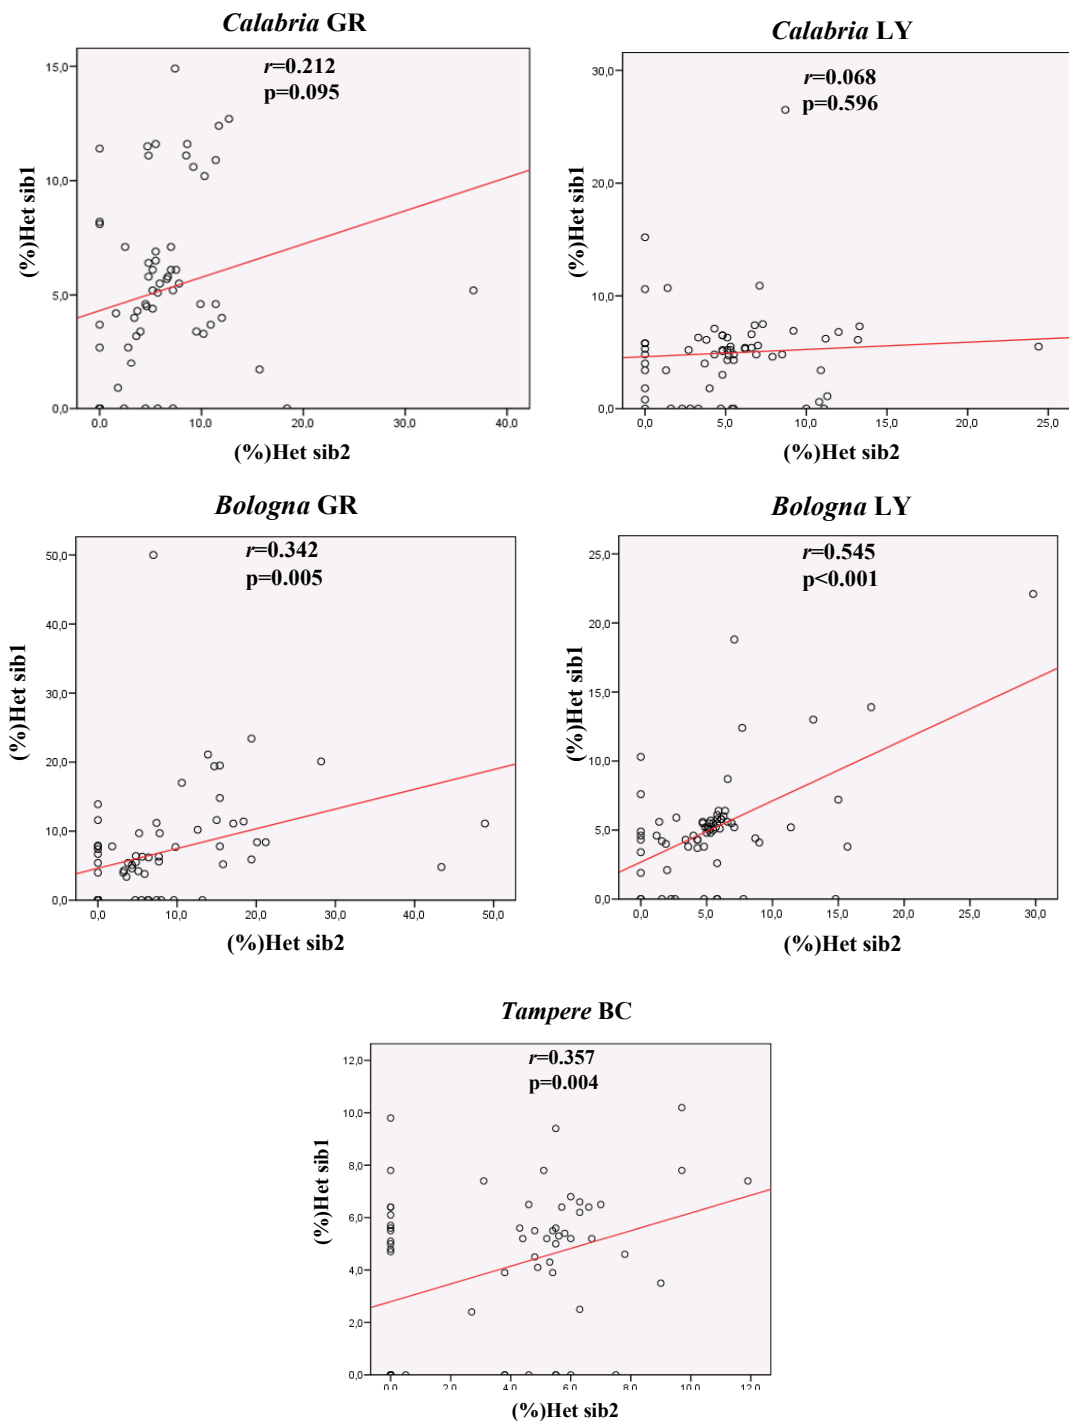 Calabria GR
r=0.212
p=0.095
15,0
10,0
5,0
0,0
(%)Het sib1
0,0 10,0 20,0 30,0 40,0
(%)Het sib2
Calabria LY
r=0.068
p=0.596
30,0
20,0
10,0
0,0
(%)Het sib1
0,0 5,0 10,0 15,0 20,0 25,0
(%)Het sib2
Bologna GR
r=0.342
p=0.005
50,0
40,0
30,0
20,0
10,0
0,0
(%)Het sib1
0,0 10,0 20,0 30,0 40,0 50,0
(%)Het sib2
Bologna LY
r=0.545
p<0.001
25,0
20,0
15,0
10,0
5,0
0,0
(%)Het sib1
0,0 5,0 10,0 15,0 20,0 25,0 30,0
(%)Het sib2
Tampere BC
r=0.357
p=0.004
12,0
10,0
8,0
6,0
4,0
2,0
0,0
(%)Het sib1
0,0 2,0 4,0 6,0 8,0 10,0 12,0
(%)Het sib2